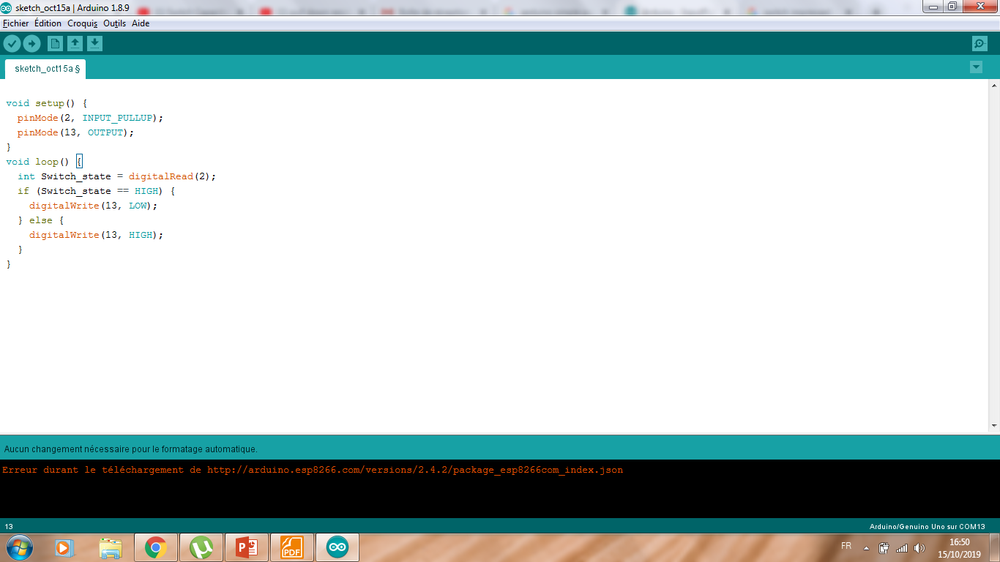 sketch_oct15a | Arduino 1.8.9
Fichier Édition Croquis Outils Aide
sketch_oct15a §
void setup() {
  pinMode(2, INPUT_PULLUP);
  pinMode(13, OUTPUT);
}
void loop() {
  int Switch_state = digitalRead(2);
  if (Switch_state == HIGH) {
    digitalWrite(13, LOW);
  } else {
    digitalWrite(13, HIGH);
  }
}
Aucun changement nécessaire pour le formatage automatique.
Erreur durant le téléchargement de http://arduino.esp8266.com/versions/2.4.2/package_esp8266com_index.json
13
Arduino/Genuino Uno sur COM13
PDF
FR
16:50
15/10/2019